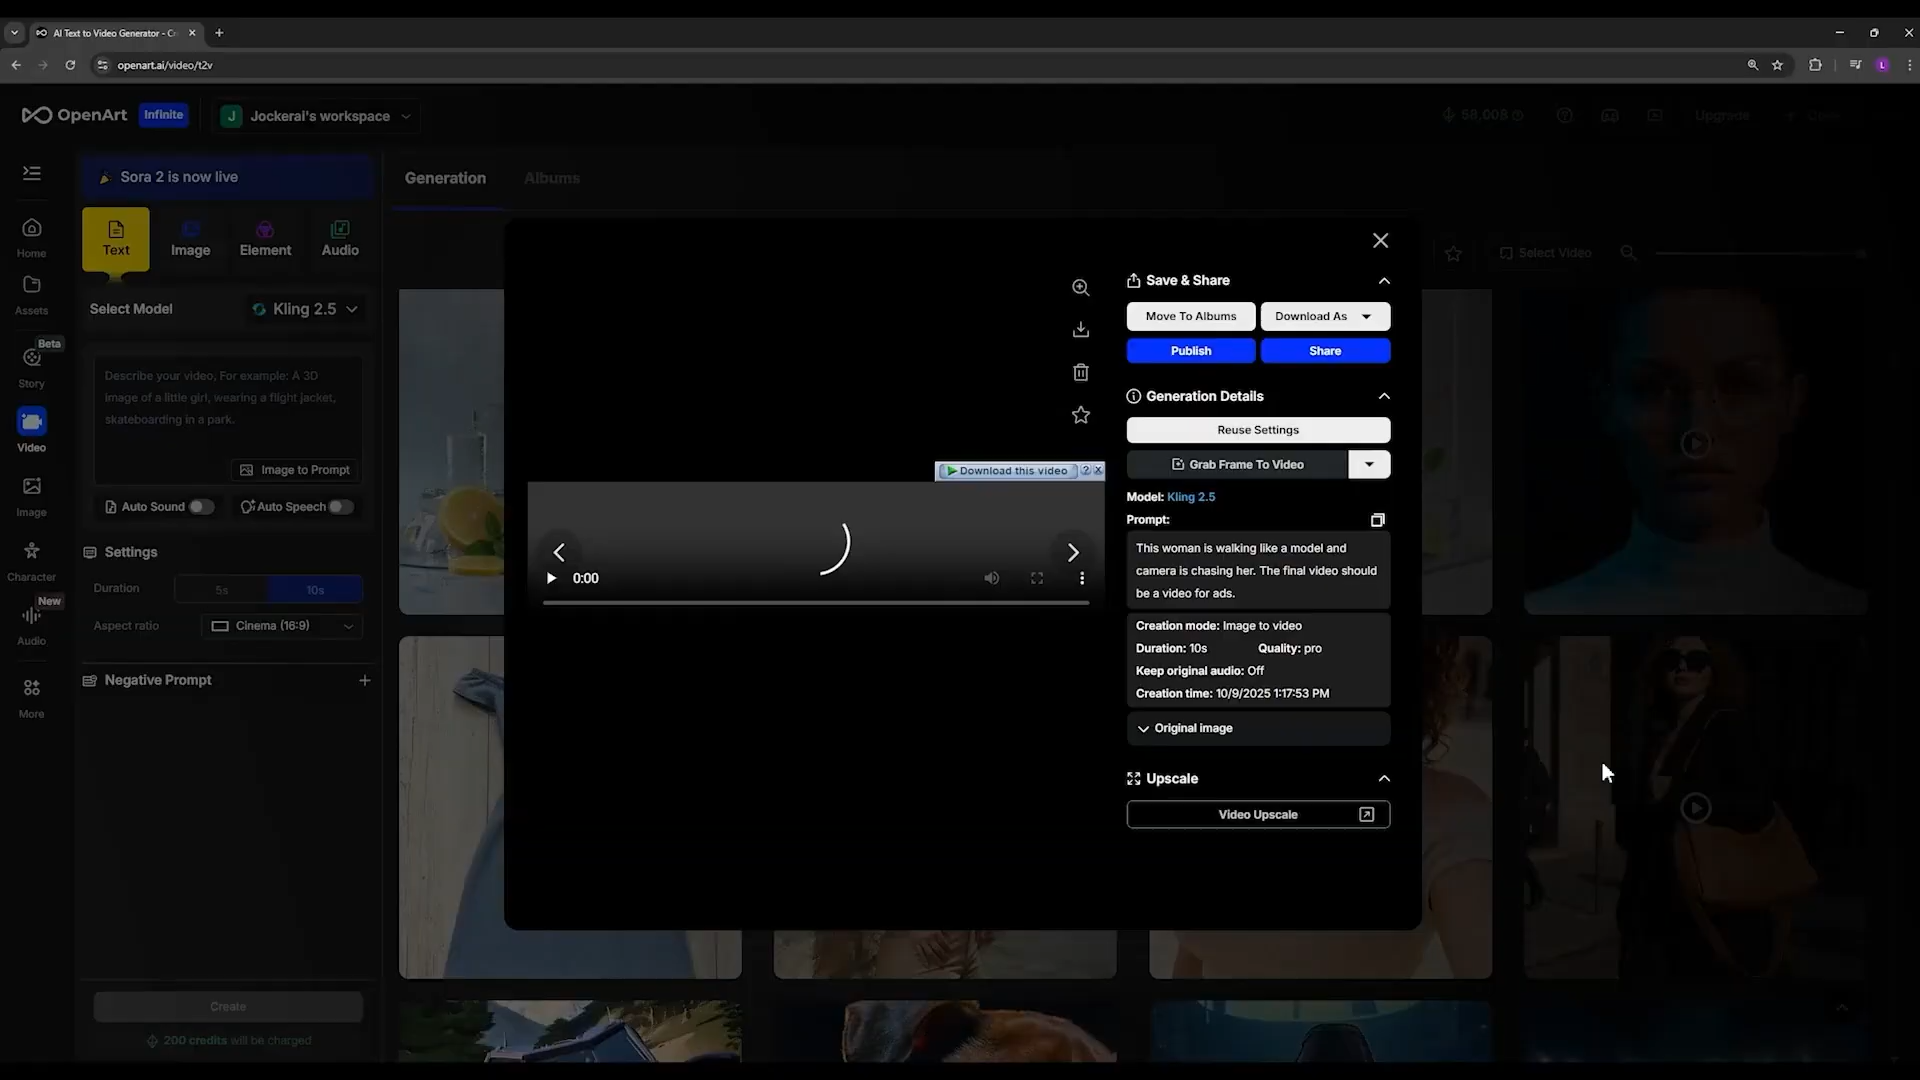 AI Text to Video Generator - Cr
openart.ai/video/t2v
L
OpenArt
Infinite
J
Jockerai's workspace
Upgrade
Sora 2 is now live
Generation
Albums
Text
Image
Element
Audio
Select Video
Home
Assets
Beta
Story
Video
Image
Character
New
Audio
More
Select Model
Kling 2.5
Describe your video, For example: A 3D
image of a little girl, wearing a flight jacket,
skateboarding in a park.
Image to Prompt
Auto Sound
Auto Speech
Settings
Duration
5s
10s
Aspect ratio
Cinema (16:9)
Negative Prompt
Create
200 credits will be charged
Download this video
?
0:00
Save & Share
Move To Albums
Download As
Publish
Share
Generation Details
Reuse Settings
Grab Frame To Video
Model: Kling 2.5
Prompt:
This woman is walking like a model and
camera is chasing her. The final video should
be a video for ads.
Creation mode: Image to video
Duration: 10s Quality: pro
Keep original audio: Off
Creation time: 10/9/2025 1:17:53 PM
Original image
Upscale
Video Upscale